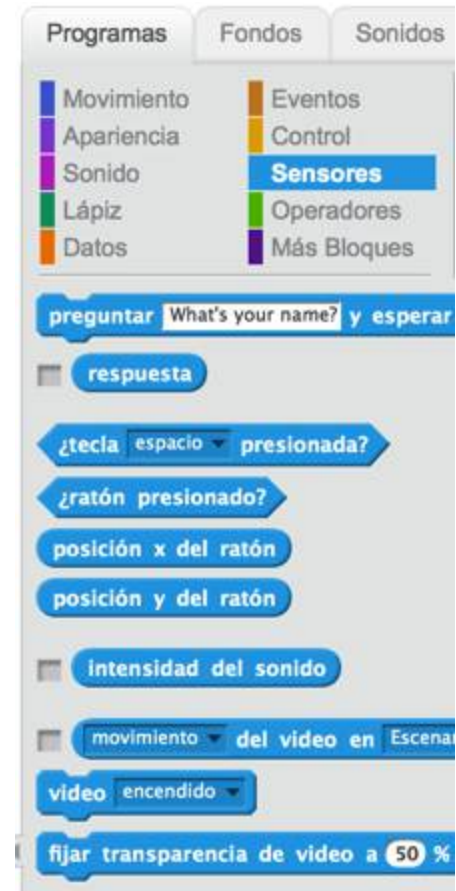 Programas Fondos Sonidos
Movimiento Eventos
Apariencia Control
Sonido Sensores
Lápiz Operadores
Datos Más Bloques
preguntar What's your name? y esperar
respuesta
¿tecla espacio presionada?
¿ratón presionado?
posición x del ratón
posición y del ratón
intensidad del sonido
movimiento del video en Escenar
video encendido
fijar transparencia de video a 50 %